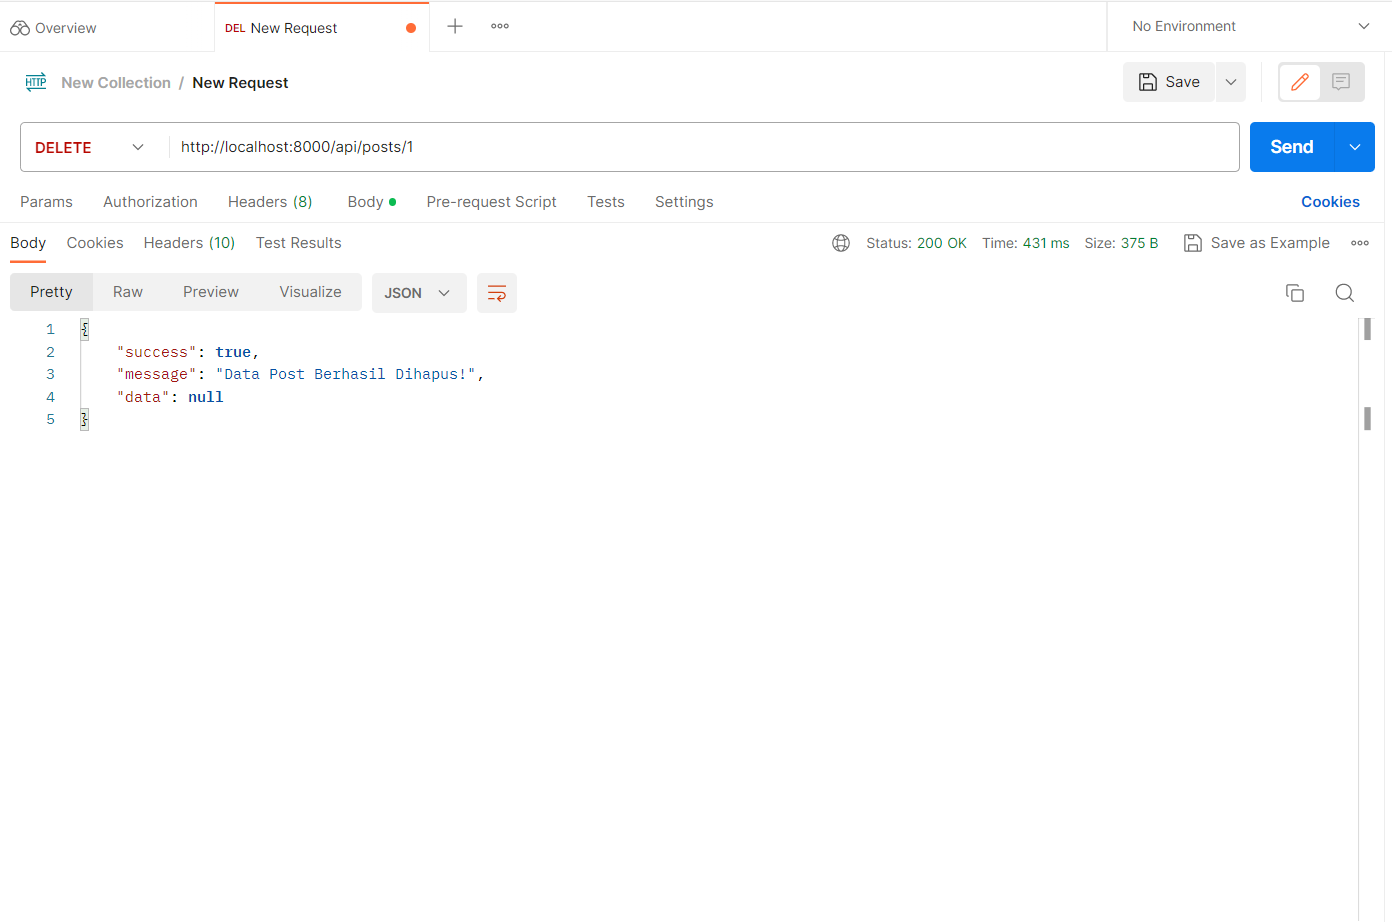 Overview
DEL New Request
No Environment
HTTP New Collection / New Request
Save
DELETE
http://localhost:8000/api/posts/1
Send
Params Authorization Headers (8) Body Pre-request Script Tests Settings Cookies
Body Cookies Headers (10) Test Results Status: 200 OK Time: 431 ms Size: 375 B Save as Example
Pretty Raw Preview Visualize JSON
1 {
2 "success": true,
3 "message": "Data Post Berhasil Dihapus!",
4 "data": null
5 }